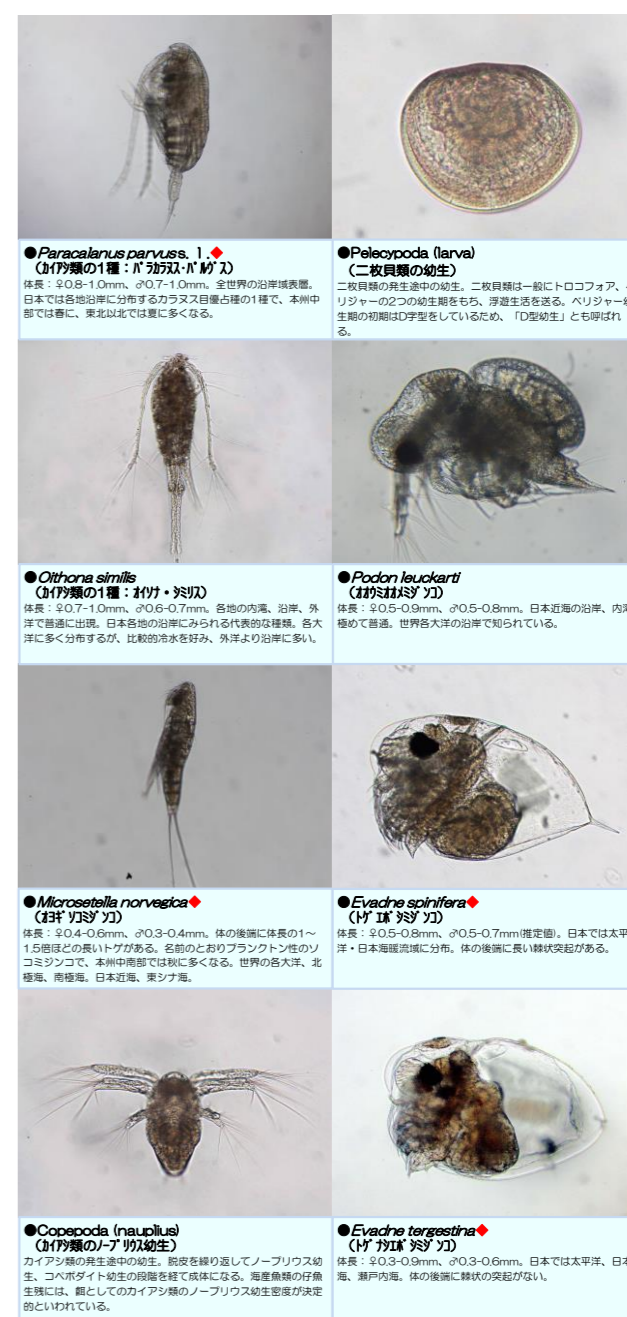 ●Paracalanus parvus s. l.◆
(カイアシ類の1種:パラカラヌス・パルヴス)
体長:♀0.8-1.0mm、♂0.7-1.0mm。全世界の沿岸域表層。
日本では各地沿岸に分布するカラヌス目優占種の1種で、本州中
部では春に、東北以北では夏に多くなる。
●Pelecypoda (larva)
(二枚貝類の幼生)
二枚貝類の発生途中の幼生。二枚貝類は一般にトロコフォア、
リジャーの2つの幼生期をもち、浮遊生活を送る。ベリジャー幼
生期の初期はD字型をしているため、「D型幼生」とも呼ばれ
る。
●Oithona similis
(カイアシ類の1種:オイソナ・シミリス)
体長:♀0.7-1.0mm、♂0.6-0.7mm。各地の内湾、沿岸、外
洋で普通に出現。日本各地の沿岸にみられる代表的な種類。各大
洋に多く分布するが、比較的冷水を好み、外洋より沿岸に多い。
●Podon leuckarti
(オオウミオオメミジンコ)
体長:♀0.5-0.9mm、♂0.5-0.8mm。日本近海の沿岸、内湾
極めて普通。世界各大洋の沿岸で知られている。
●Microsetella norvegica◆
(オヨギソコミジンコ)
体長:♀0.4-0.6mm、♂0.3-0.4mm。体の後端に体長の1~
1.5倍ほどの長いトゲがある。名前のとおりプランクトン性のソ
コミジンコで、本州中南部では秋に多くなる。世界の各大洋、北
極海、南極海。日本近海、東シナ海。
●Evadne spinifera◆
(トゲエボシミジンコ)
体長:♀0.5-0.8mm、♂0.5-0.7mm(推定値)。日本では太平
洋・日本海暖流域に分布。体の後端に長い棘状突起がある。
●Copepoda (nauplius)
(カイアシ類のノープリウス幼生)
カイアシ類の発生途中の幼生。脱皮を繰り返してノープリウス幼
生、コペポダイト幼生の段階を経て成体になる。海産魚類の仔魚
生残には、餌としてのカイアシ類のノープリウス幼生密度が決定
的といわれている。
●Evadne tergestina◆
(トゲナシエボシミジンコ)
体長:♀0.3-0.9mm、♂0.3-0.6mm。日本では太平洋、日本
海、瀬戸内海。体の後端に棘状の突起がない。